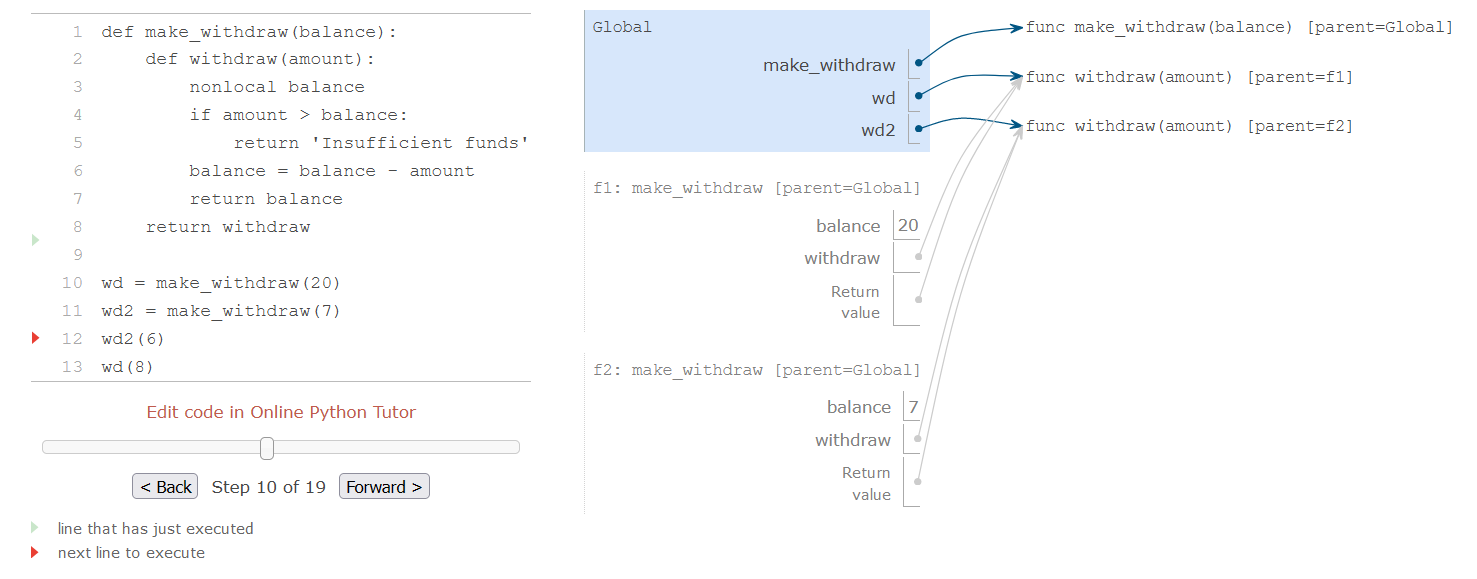 1 def make_withdraw(balance):
2     def withdraw(amount):
3         nonlocal balance
4         if amount > balance:
5             return 'Insufficient funds'
6         balance = balance - amount
7         return balance
8     return withdraw
9
10 wd = make_withdraw(20)
11 wd2 = make_withdraw(7)
12 wd2(6)
13 wd(8)
Edit code in Online Python Tutor
< Back Step 10 of 19 Forward >
line that has just executed
next line to execute
Global
make_withdraw
wd
wd2
f1: make_withdraw [parent=Global]
balance 20
withdraw
Return
value
f2: make_withdraw [parent=Global]
balance 7
withdraw
Return
value
func make_withdraw(balance) [parent=Global]
func withdraw(amount) [parent=f1]
func withdraw(amount) [parent=f2]